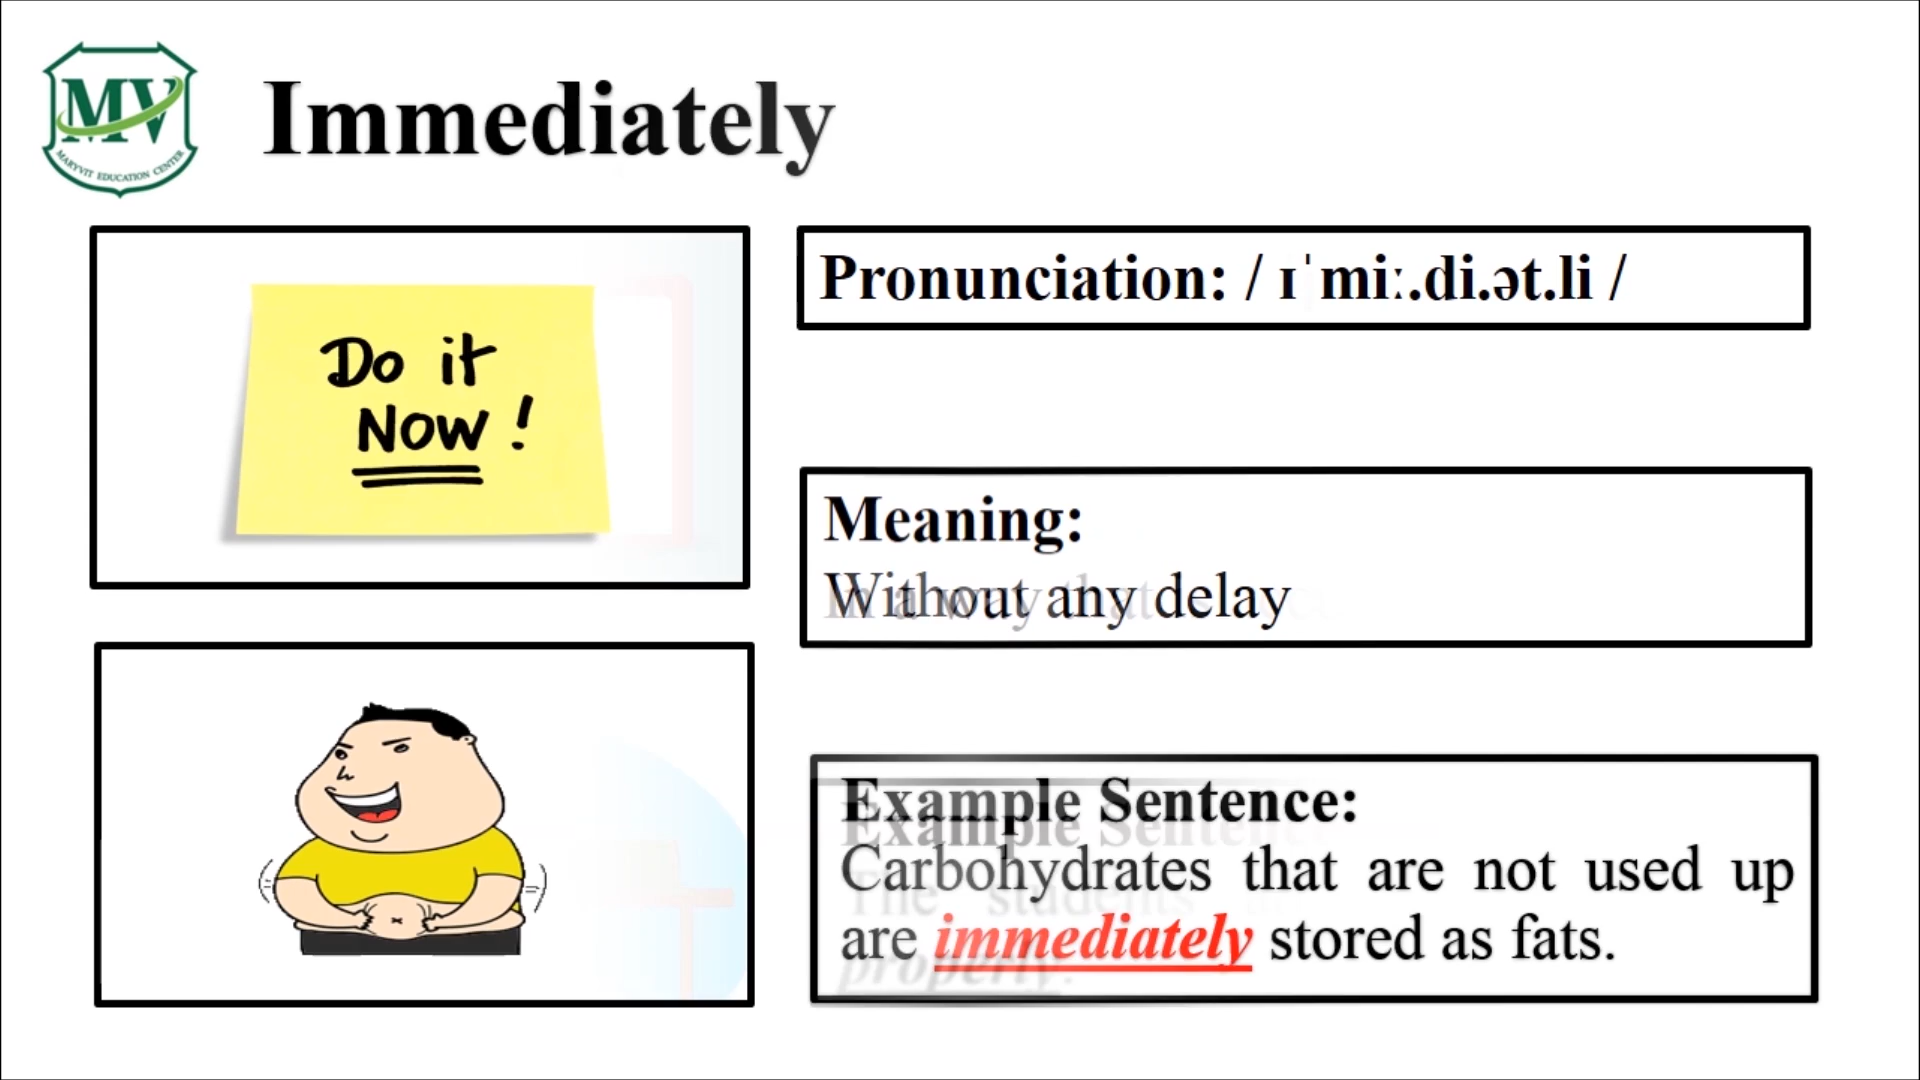 MV
MARYVIT EDUCATION CENTER
Immediately
Do it
Now !
Pronunciation: / ɪˈmiː.di.ət.li /
Meaning:
Without any delay
Example Sentence:
Carbohydrates that are not used up
are immediately stored as fats.